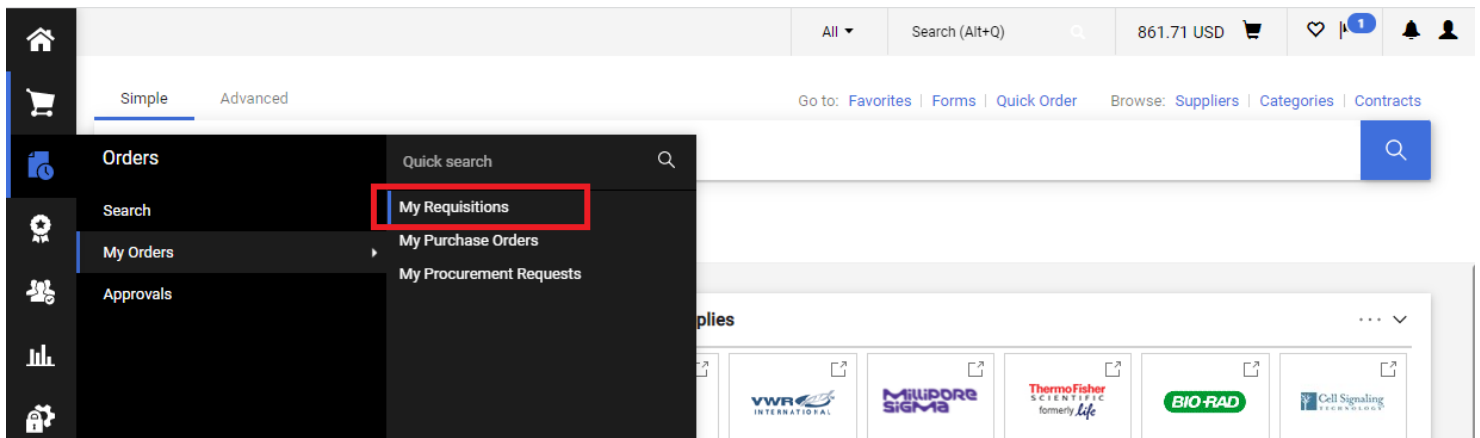 All
Search (Alt+Q)
861.71 USD
1
Simple
Advanced
Go to: Favorites | Forms | Quick Order
Browse: Suppliers | Categories | Contracts
Orders
Quick search
Search
My Requisitions
My Orders
My Purchase Orders
My Procurement Requests
Approvals
plies
VWR
INTERNATIONAL
MilliPORE
SIGMa
ThermoFisher
SCIENTIFIC
formerly life
BIO-RAD
Cell Signaling
TECHNOLOGY